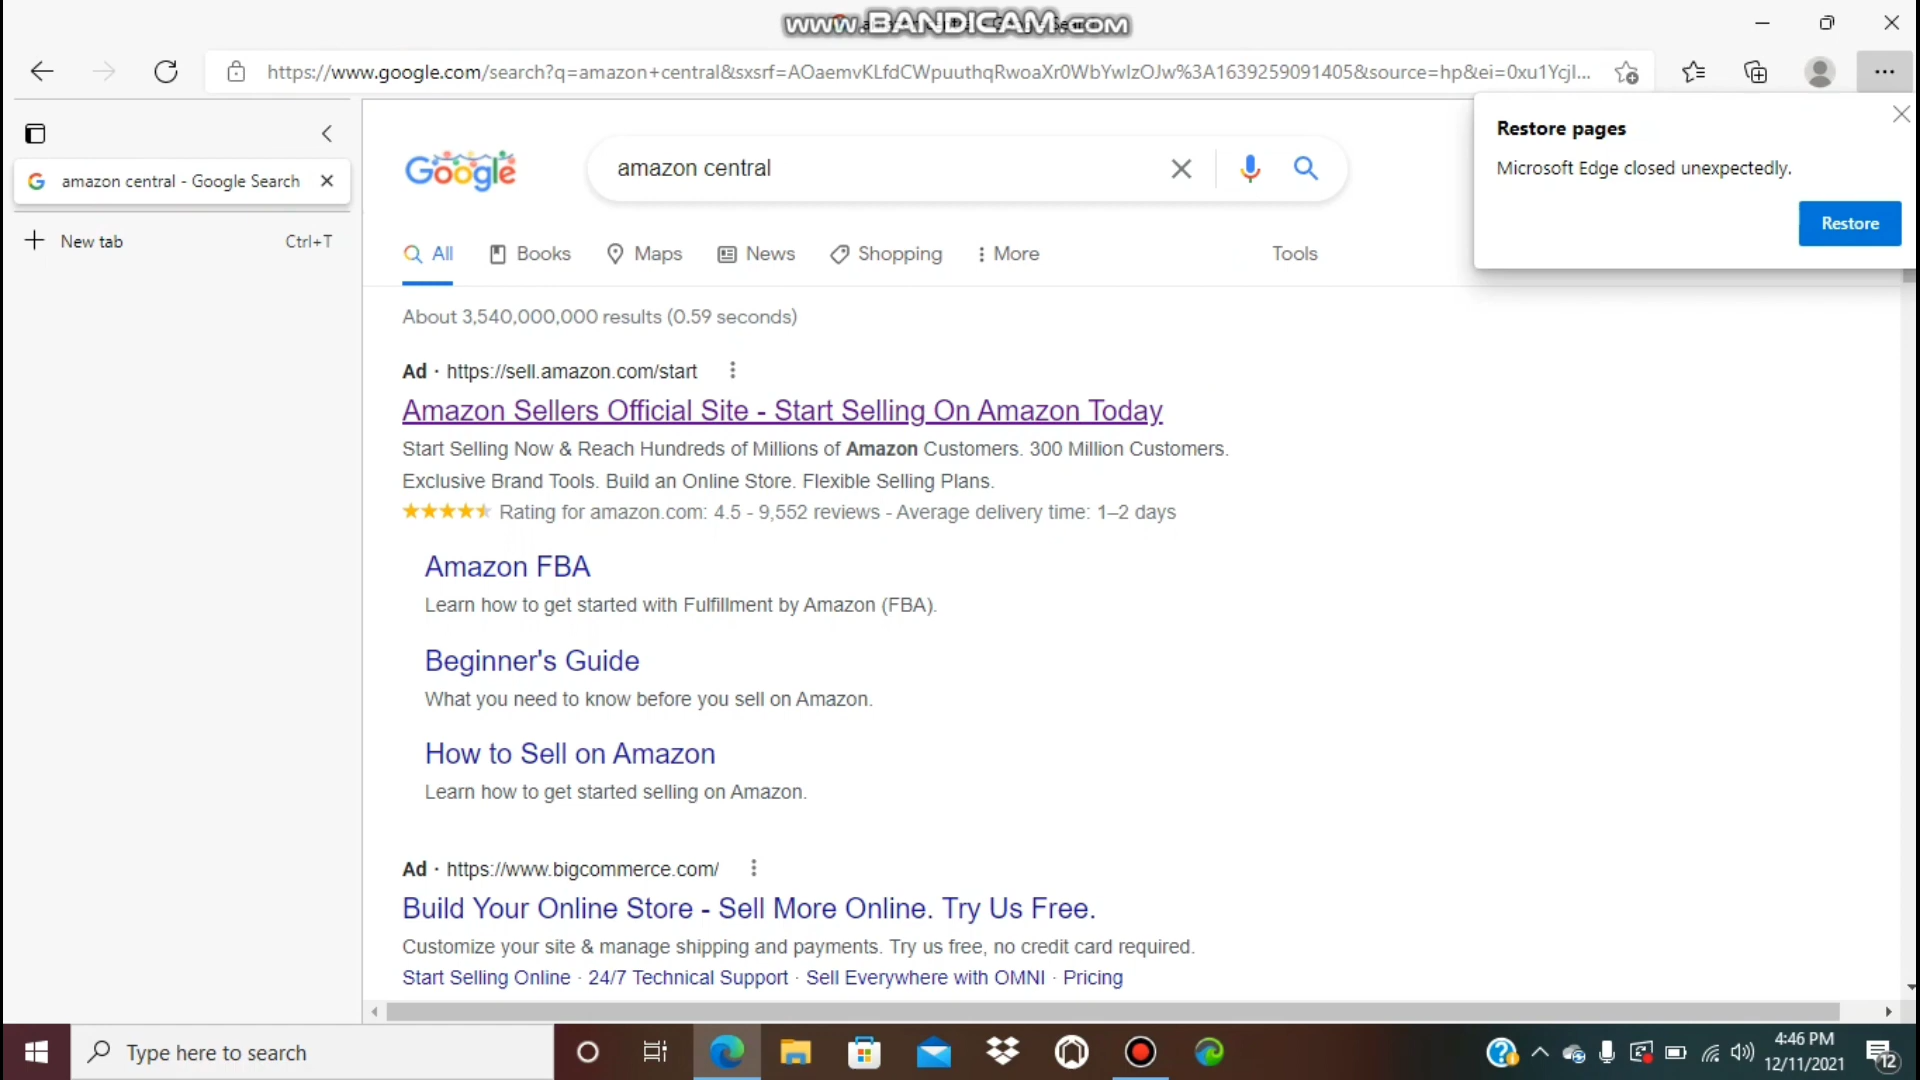 www.BANDICAM.com
https://www.google.com/search?q=amazon+central&sxsrf=AOaemvKLfdCWpuuthqRwoaXr0WbYwIzOJw%3A1639259091405&source=hp&ei=0xu1YcjI...
Restore pages
Microsoft Edge closed unexpectedly.
Restore
amazon central - Google Search
New tab Ctrl+T
Google
amazon central
All Books Maps News Shopping More Tools
About 3,540,000,000 results (0.59 seconds)
Ad · https://sell.amazon.com/start
Amazon Sellers Official Site - Start Selling On Amazon Today
Start Selling Now & Reach Hundreds of Millions of Amazon Customers. 300 Million Customers.
Exclusive Brand Tools. Build an Online Store. Flexible Selling Plans.
Rating for amazon.com: 4.5 - 9,552 reviews - Average delivery time: 1–2 days
Amazon FBA
Learn how to get started with Fulfillment by Amazon (FBA).
Beginner's Guide
What you need to know before you sell on Amazon.
How to Sell on Amazon
Learn how to get started selling on Amazon.
Ad · https://www.bigcommerce.com/
Build Your Online Store - Sell More Online. Try Us Free.
Customize your site & manage shipping and payments. Try us free, no credit card required.
Start Selling Online · 24/7 Technical Support · Sell Everywhere with OMNI · Pricing
Type here to search
4:46 PM
12/11/2021
12